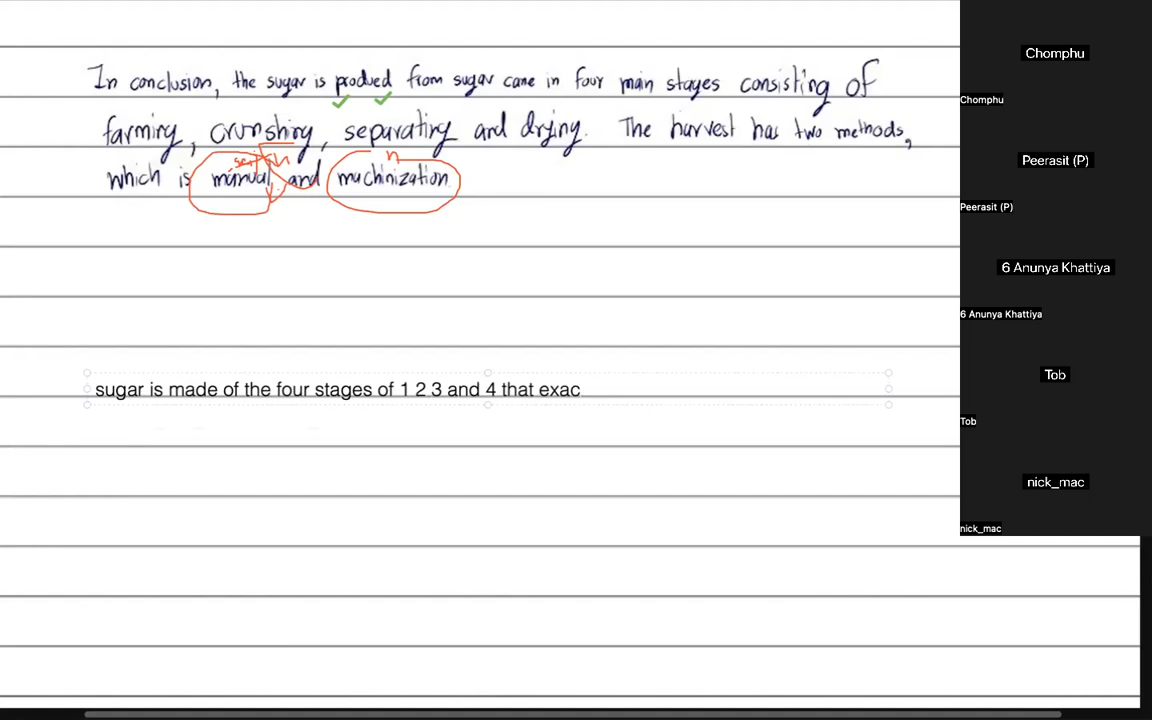 In conclusion, the sugar is produed from sugar cane in four main stages consisting of
farming, crunshing, separating and drying. The harvest has two methods,
n
which is manual and machinization
sugar is made of the four stages of 1 2 3 and 4 that exac
Chomphu
Chomphu
Peerasit (P)
Peerasit (P)
6 Anunya Khattiya
6 Anunya Khattiya
Tob
Tob
nick_mac
nick_mac